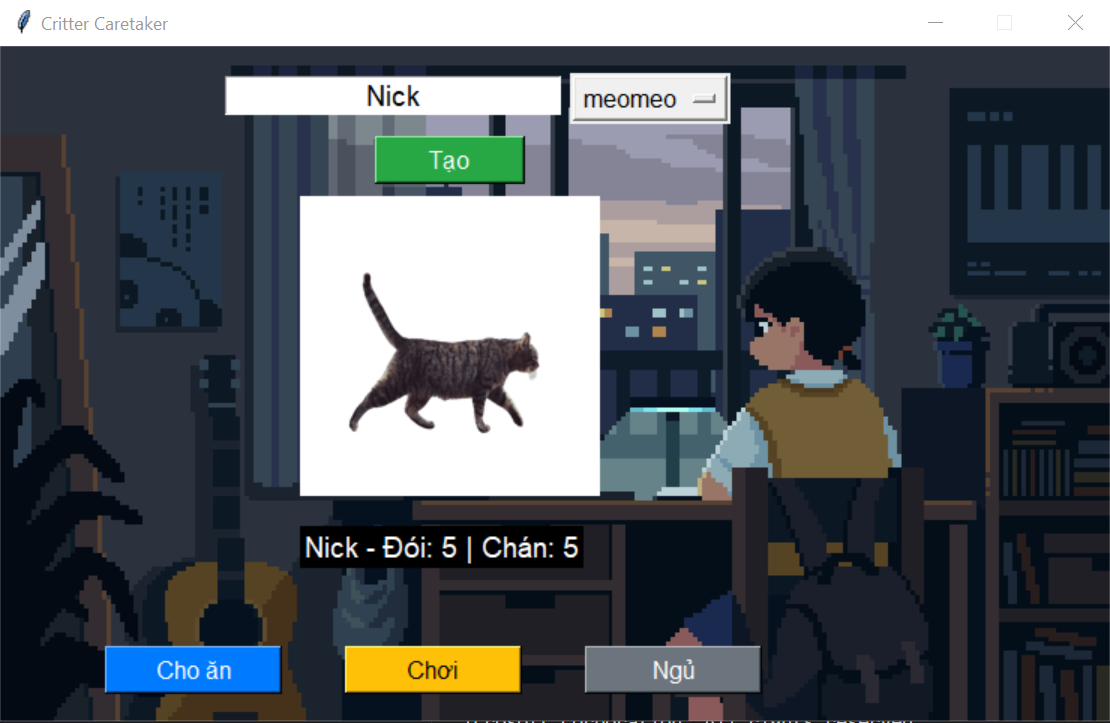 Critter Caretaker
Nick
meomeo
Tạo
Nick - Đói: 5 | Chán: 5
Cho ăn
Chơi
Ngủ